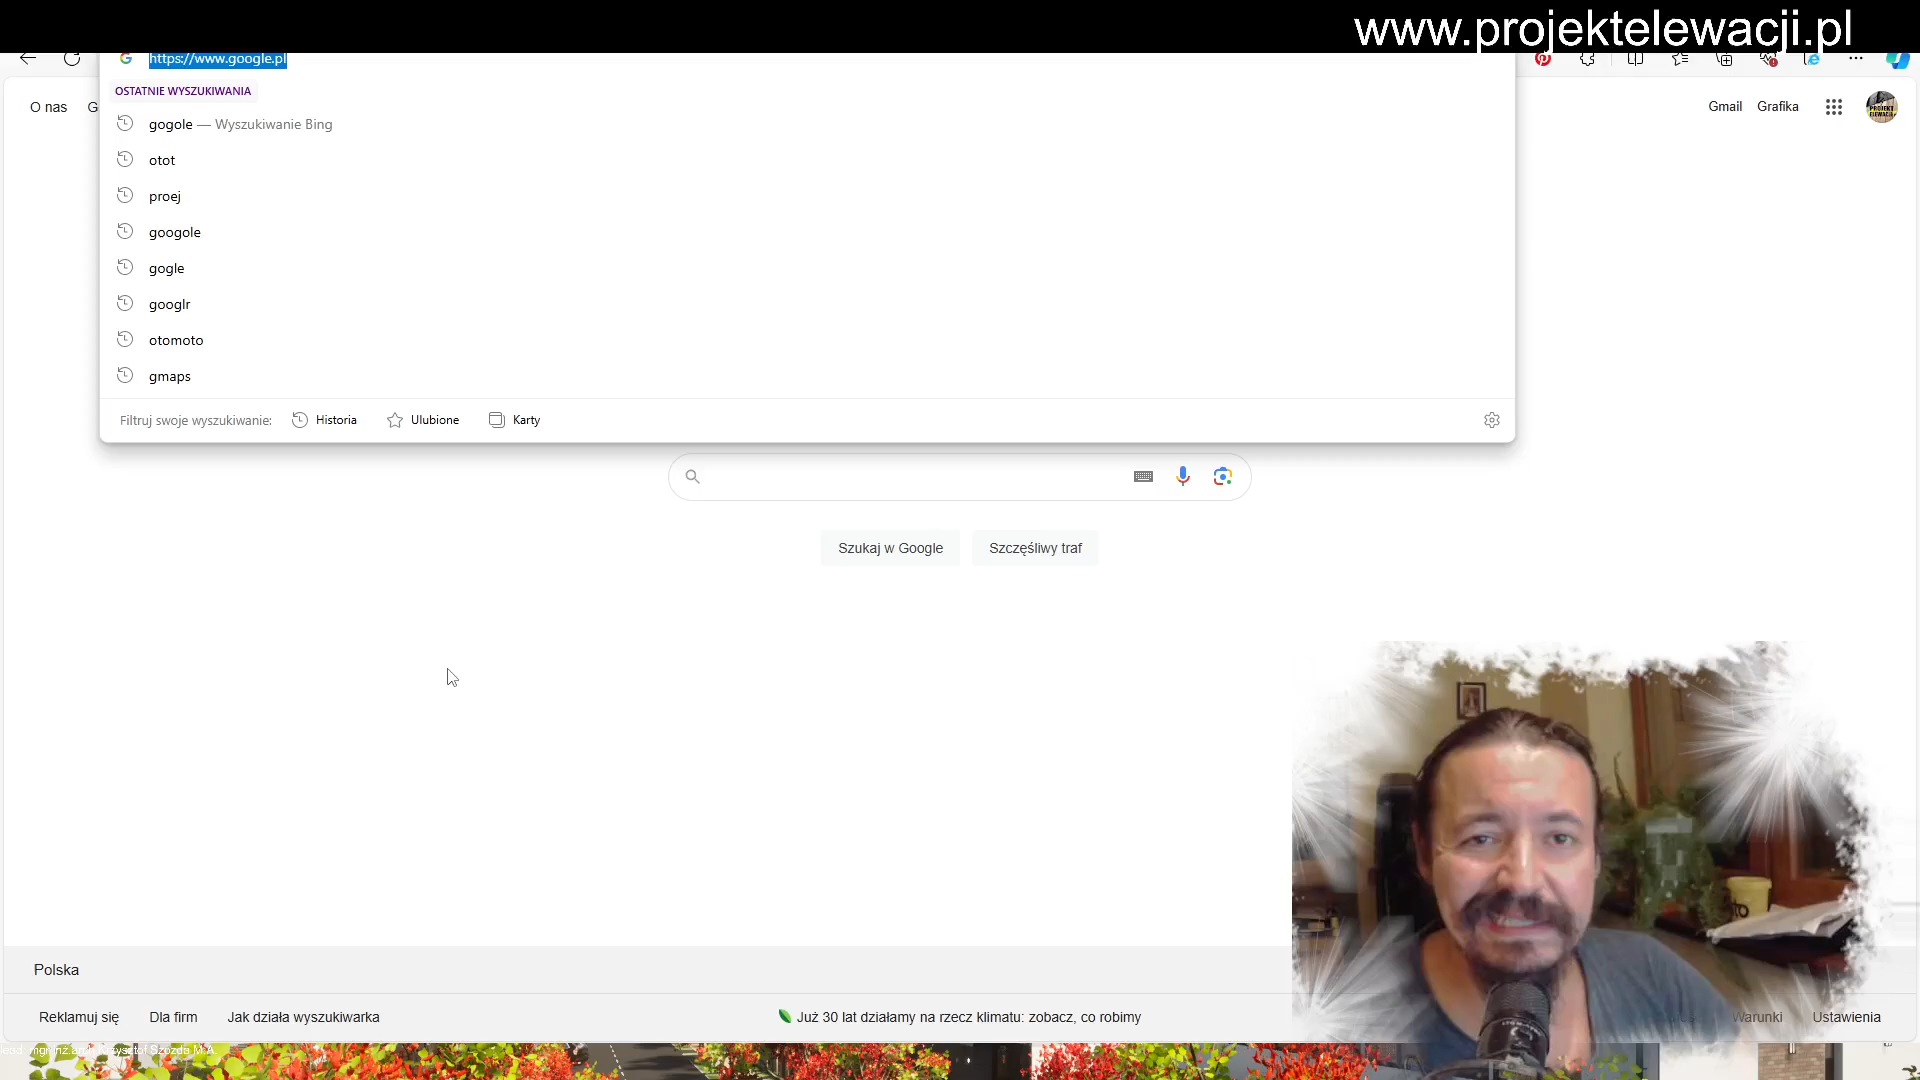 www.projektelewacji.pl
https://www.google.pl
O nas
G
Gmail
Grafika
OSTATNIE WYSZUKIWANIA
gogole — Wyszukiwanie Bing
otot
proej
googole
gogle
googlr
otomoto
gmaps
Filtruj swoje wyszukiwanie:
Historia
Ulubione
Karty
Szukaj w Google
Szczęśliwy traf
Polska
Reklamuj się
Dla firm
Jak działa wyszukiwarka
Już 30 lat działamy na rzecz klimatu: zobacz, co robimy
Warunki
Ustawienia
Krzysztof Szozda M.A.